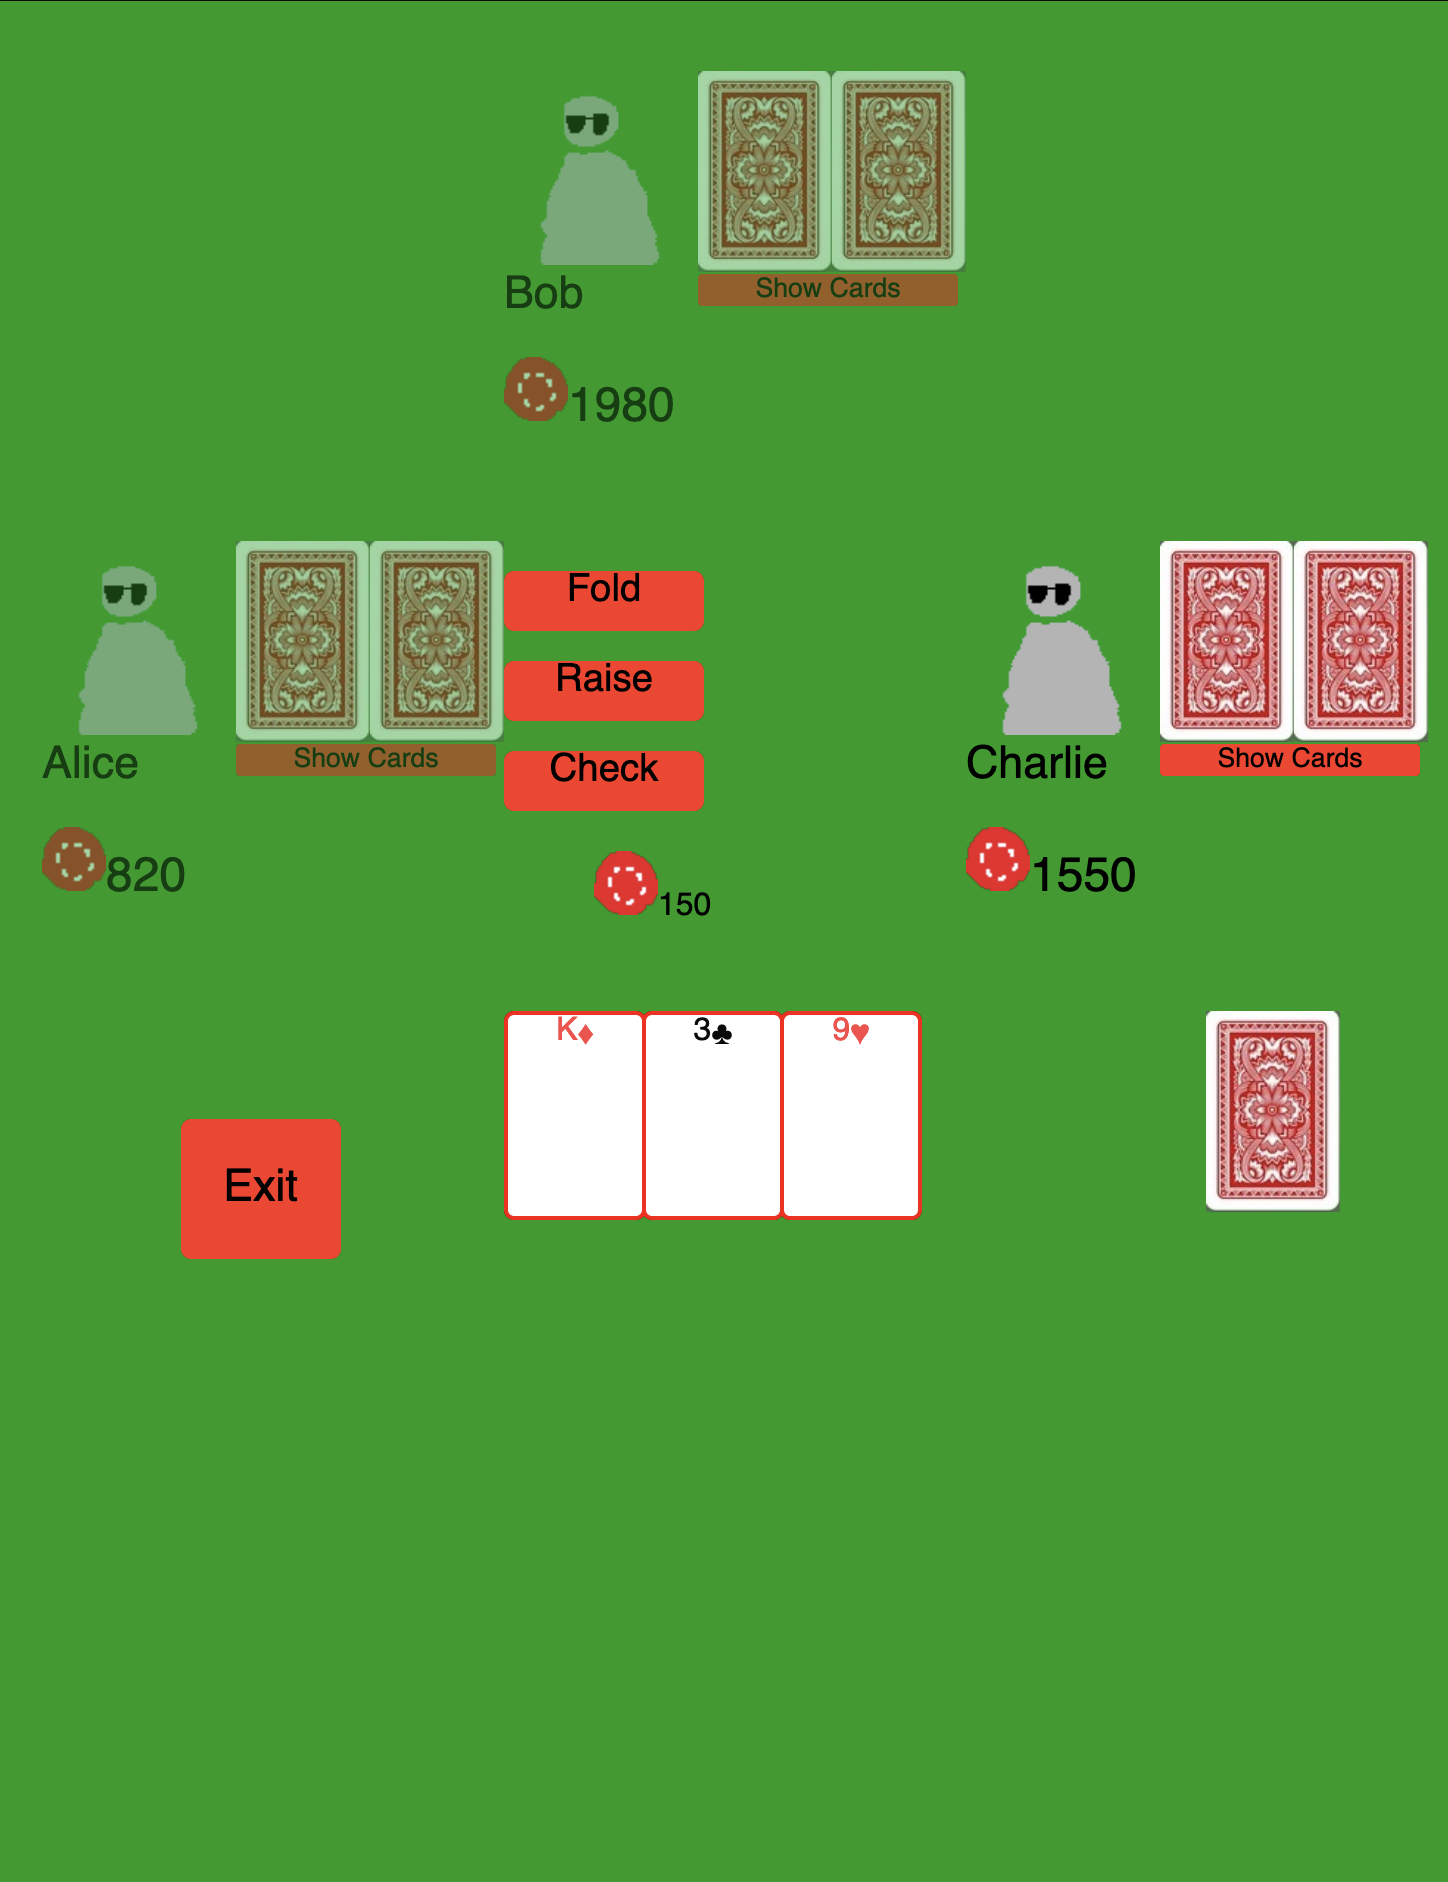 Bob
Show Cards
1980
Alice
Show Cards
820
Fold
Raise
Check
150
Charlie
Show Cards
1550
Exit
K♦
3♣
9♥